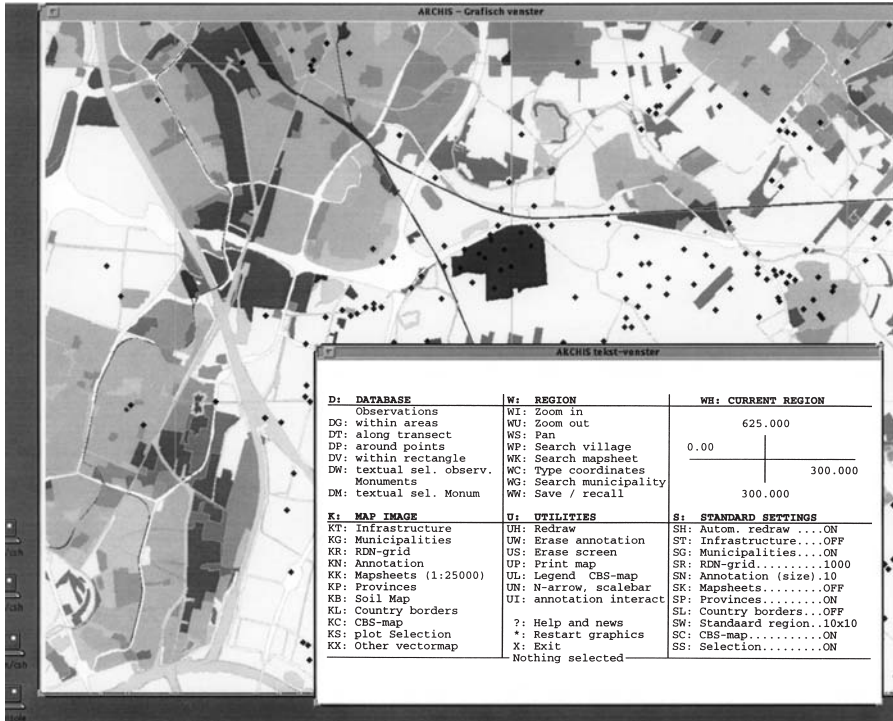 ARCHIS – Grafisch venster
ARCHIS tekst-venster
D: DATABASE
Observations
DG: within areas
DT: along transect
DP: around points
DV: within rectangle
DW: textual sel. observ.
Monuments
DM: textual sel. Monum
W: REGION
WI: Zoom in
WU: Zoom out
WS: Pan
WP: Search village
WK: Search mapsheet
WC: Type coordinates
WG: Search municipality
WW: Save / recall
WH: CURRENT REGION
625.000
0.00
300.000
300.000
K: MAP IMAGE
KT: Infrastructure
KG: Municipalities
KR: RDN-grid
KN: Annotation
KK: Mapsheets (1:25000)
KP: Provinces
KB: Soil Map
KL: Country borders
KC: CBS-map
KS: plot Selection
KX: Other vectormap
U: UTILITIES
UH: Redraw
UW: Erase annotation
US: Erase screen
UP: Print map
UL: Legend CBS-map
UN: N-arrow, scalebar
UI: annotation interact
?: Help and news
*: Restart graphics
X: Exit
Nothing selected
S: STANDARD SETTINGS
SH: Autom. redraw ....ON
ST: Infrastructure....OFF
SG: Municipalities....ON
SR: RDN-grid.........1000
SN: Annotation (size).10
SK: Mapsheets.........OFF
SP: Provinces.........ON
SL: Country borders...OFF
SW: Standaard region..10x10
SC: CBS-map...........ON
SS: Selection.........ON